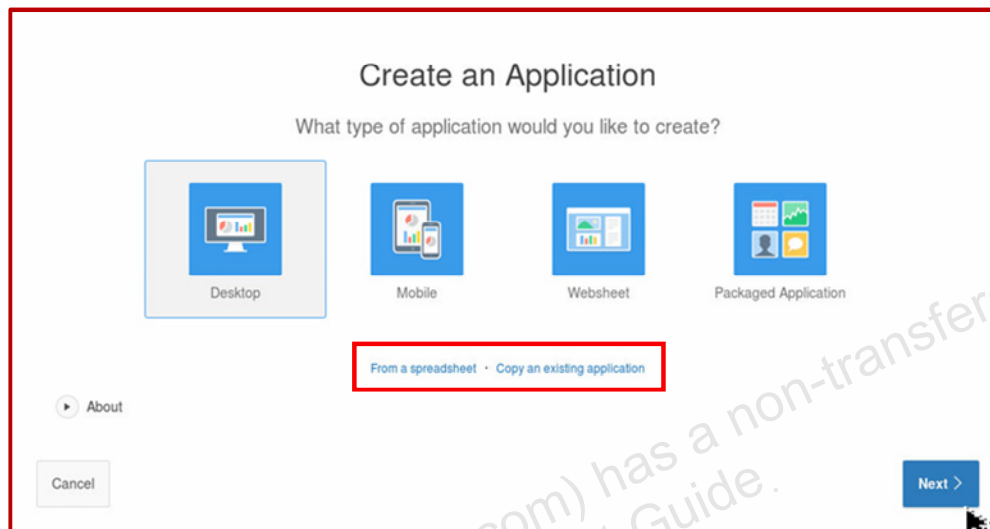 Create an Application
What type of application would you like to create?
Desktop
Mobile
Websheet
Packaged Application
From a spreadsheet · Copy an existing application
About
Cancel
Next
com) has a non-transfer
Guide.